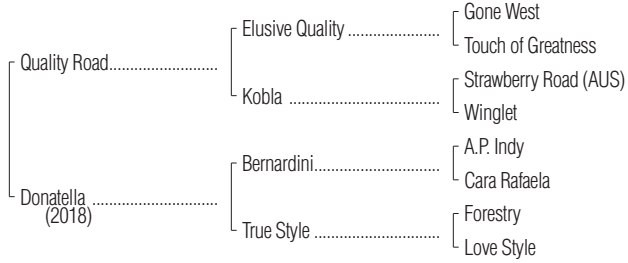 Gone West
Elusive Quality ....................
Touch of Greatness
Quality Road........................
Strawberry Road (AUS)
Kobla .................................
Winglet
A.P. Indy
Bernardini............................
Cara Rafaela
Donatella ............................
(2018)
Forestry
True Style ............................
Love Style